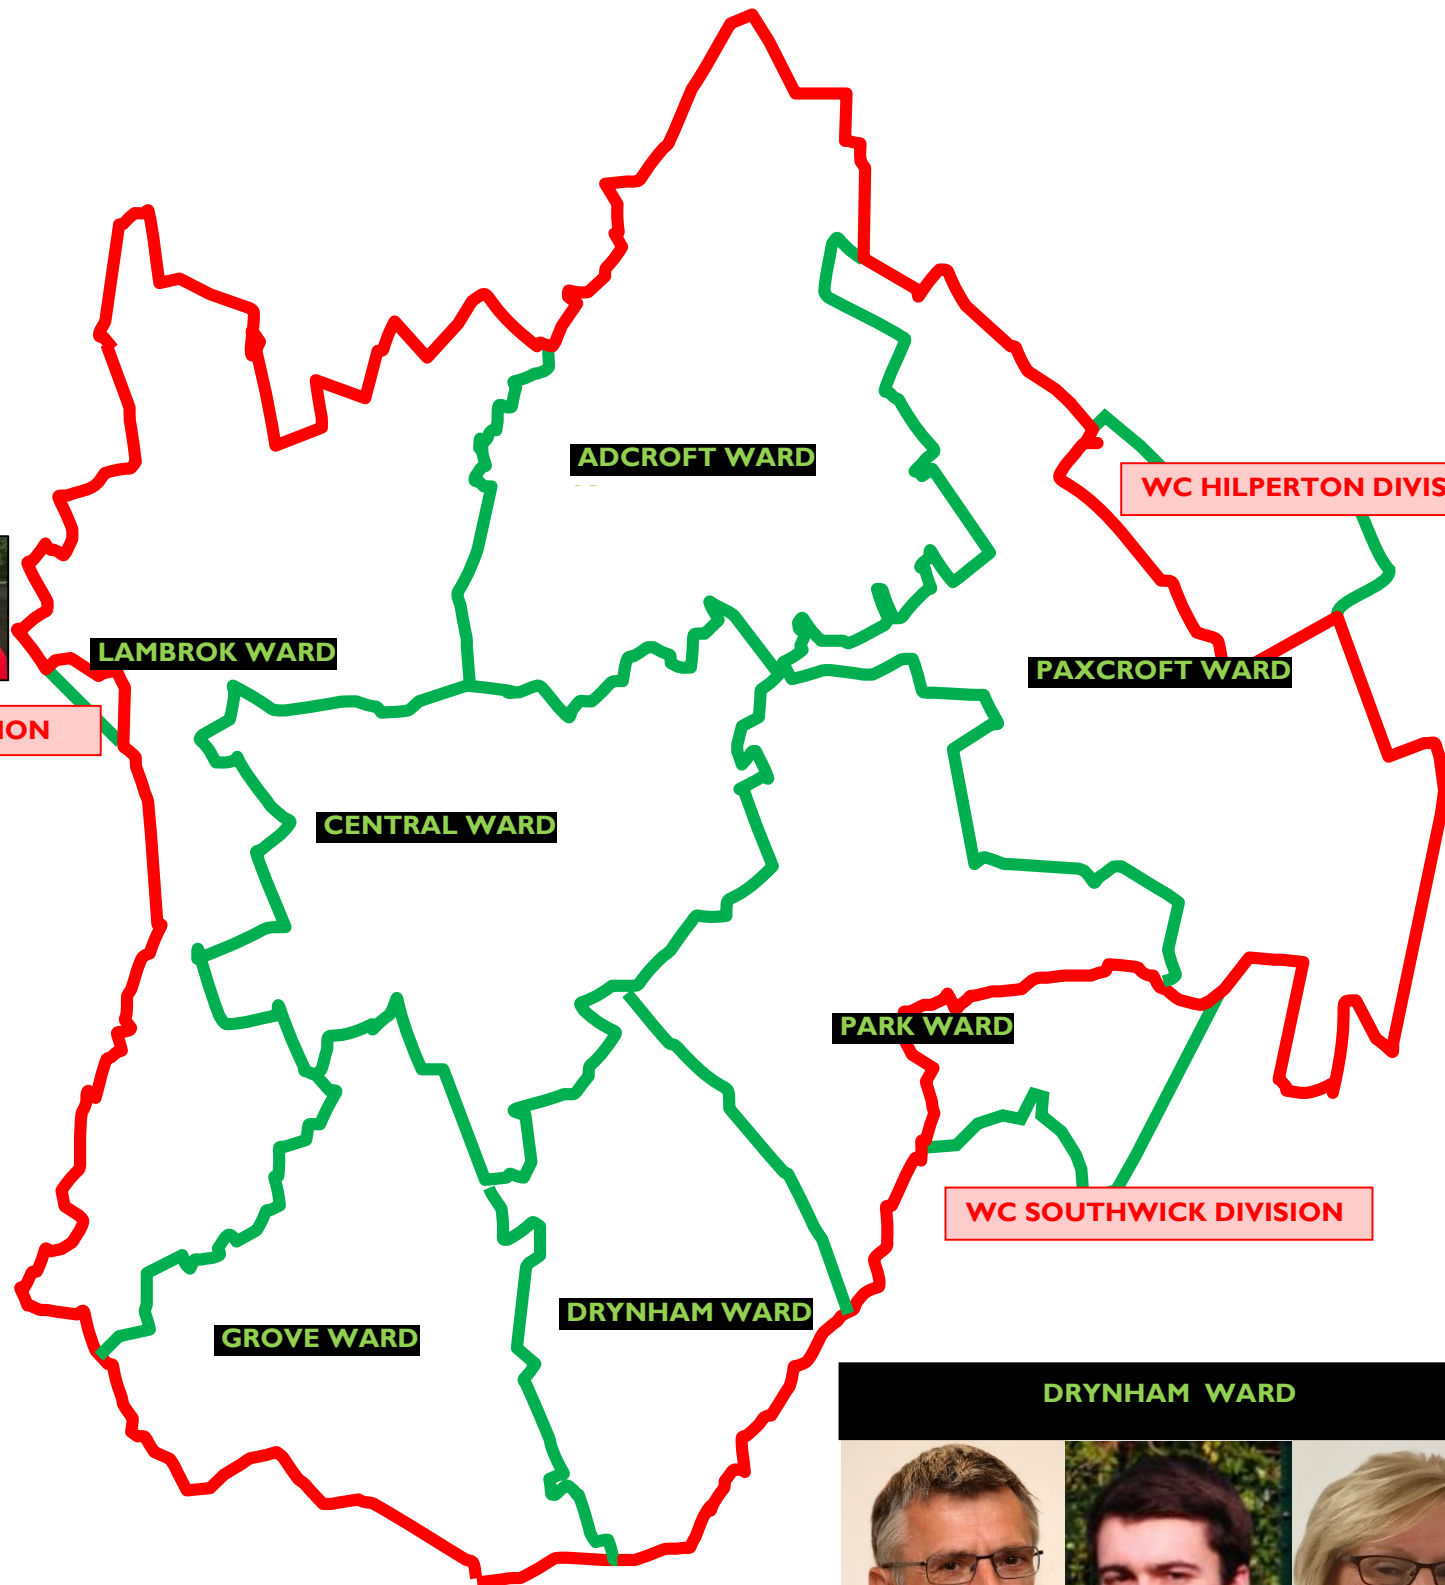 ADCROFT WARD
WC HILPERTON DIVIS
LAMBROK WARD
PAXCROFT WARD
ION
CENTRAL WARD
PARK WARD
WC SOUTHWICK DIVISION
DRYNHAM WARD
GROVE WARD
DRYNHAM WARD